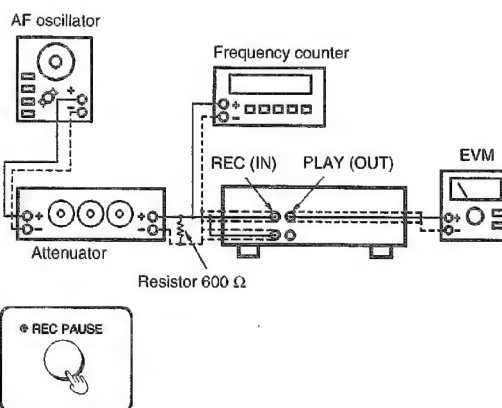 AF oscillator
Frequency counter
REC (IN) PLAY (OUT)
EVM
Attenuator
Resistor 600 Ω
REC PAUSE